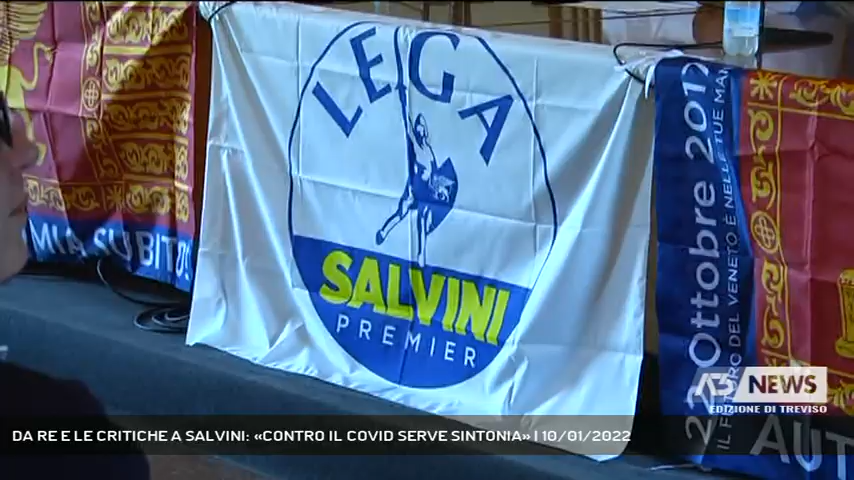 LEGA
SALVINI
PREMIER
MIA SUBITO!
22 Ottobre 2017
IL FUTURO DEL VENETO È NELLE TUE MANI
AUT
A3 NEWS
EDIZIONE DI TREVISO
DA RE E LE CRITICHE A SALVINI: «CONTRO IL COVID SERVE SINTONIA» | 10/01/2022